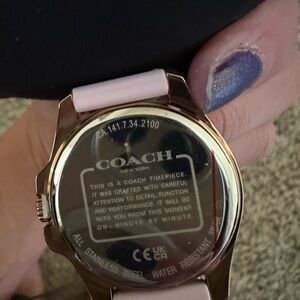 CA.141.7.34.2100
COACH
NEW YORK
THIS IS A COACH TIMEPIECE.
IT WAS CRAFTED WITH CAREFUL
ATTENTION TO DETAIL, FUNCTION
AND PERFORMANCE. IT WILL BE
WITH YOU FROM THIS MOMENT
ON-MINUTE BY MINUTE
CE UK
CA
ALL STAINLESS STEEL WATER RESISTANT